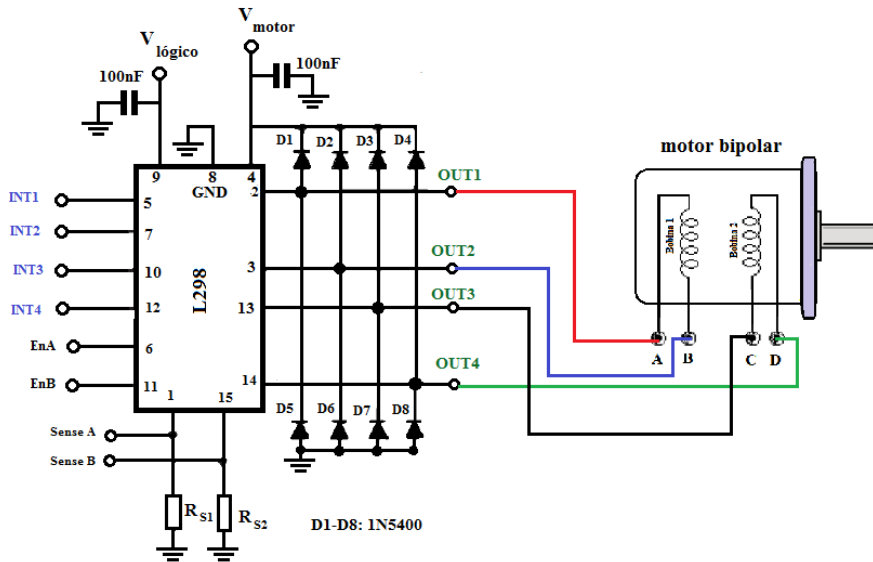 V lógico
V motor
100nF
100nF
D1
D2
D3
D4
motor bipolar
9
8
GND
4
2
OUT1
INT1
5
INT2
7
3
OUT2
INT3
10
L298
13
OUT3
INT4
12
EnA
6
14
OUT4
EnB
11
1
15
Bobina 1
Bobina 2
A
B
C
D
D5
D6
D7
D8
Sense A
Sense B
R S1
R S2
D1-D8: 1N5400